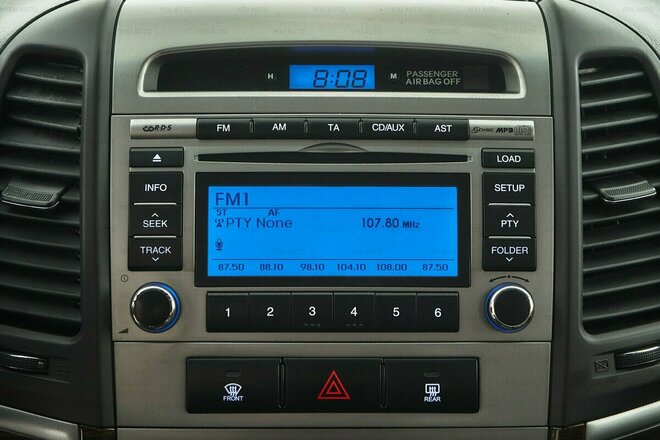 H 8:08 M PASSENGER
AIR BAG OFF
FM AM TA CD/AUX AST
LOAD
INFO
SEEK
TRACK
FM1
ST AF
PTY None 107.80 MHz
87.50 88.10 98.10 104.10 108.00 87.50
SETUP
PTY
FOLDER
1 2 3 4 5 6
FRONT
REAR